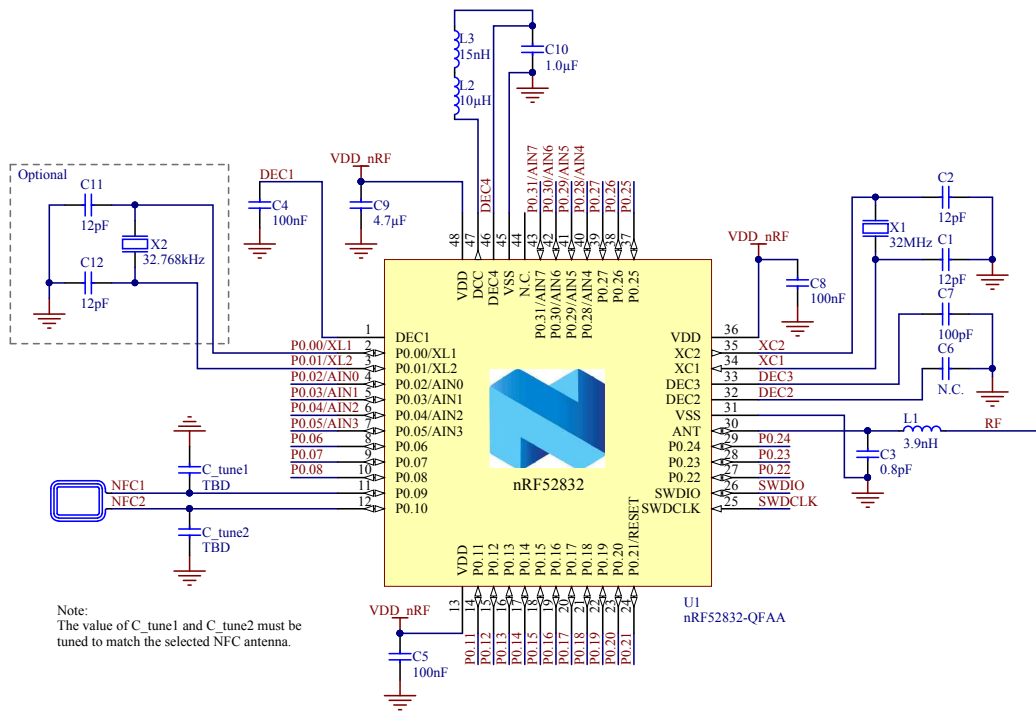 L3
15nH
L2
10µH
C10
1.0µF
Optional
C11
12pF
X2
32.768kHz
C12
12pF
DEC1
C4
100nF
VDD_nRF
C9
4.7µF
DEC4
P0.31/AIN7
P0.30/AIN6
P0.29/AIN5
P0.28/AIN4
P0.27
P0.26
P0.25
48
47
46
45
44
43
42
41
40
39
38
37
VDD
DCC
DEC4
VSS
N.C.
P0.31/AIN7
P0.30/AIN6
P0.29/AIN5
P0.28/AIN4
P0.27
P0.26
P0.25
C2
12pF
X1
32MHz
C1
12pF
VDD_nRF
C8
100nF
C7
100pF
C6
N.C.
1
DEC1
P0.00/XL1
2
P0.00/XL1
P0.01/XL2
3
P0.01/XL2
P0.02/AIN0
4
P0.02/AIN0
P0.03/AIN1
5
P0.03/AIN1
P0.04/AIN2
6
P0.04/AIN2
P0.05/AIN3
7
P0.05/AIN3
P0.06
8
P0.06
P0.07
9
P0.07
P0.08
10
P0.08
NFC1
11
P0.09
NFC2
12
P0.10
C_tune1
TBD
C_tune2
TBD
nRF52832
VDD
36
XC2
35
XC2
XC1
34
XC1
DEC3
33
DEC3
DEC2
32
DEC2
VSS
31
ANT
30
P0.24
29
P0.24
P0.23
28
P0.23
P0.22
27
P0.22
SWDIO
26
SWDIO
SWDCLK
25
SWDCLK
L1
3.9nH
RF
C3
0.8pF
VDD
P0.11
P0.12
P0.13
P0.14
P0.15
P0.16
P0.17
P0.18
P0.19
P0.20
P0.21/RESET
13
14
15
16
17
18
19
20
21
22
23
24
P0.11
P0.12
P0.13
P0.14
P0.15
P0.16
P0.17
P0.18
P0.19
P0.20
P0.21
VDD_nRF
C5
100nF
U1
nRF52832-QFAA
Note:
The value of C_tune1 and C_tune2 must be
tuned to match the selected NFC antenna.